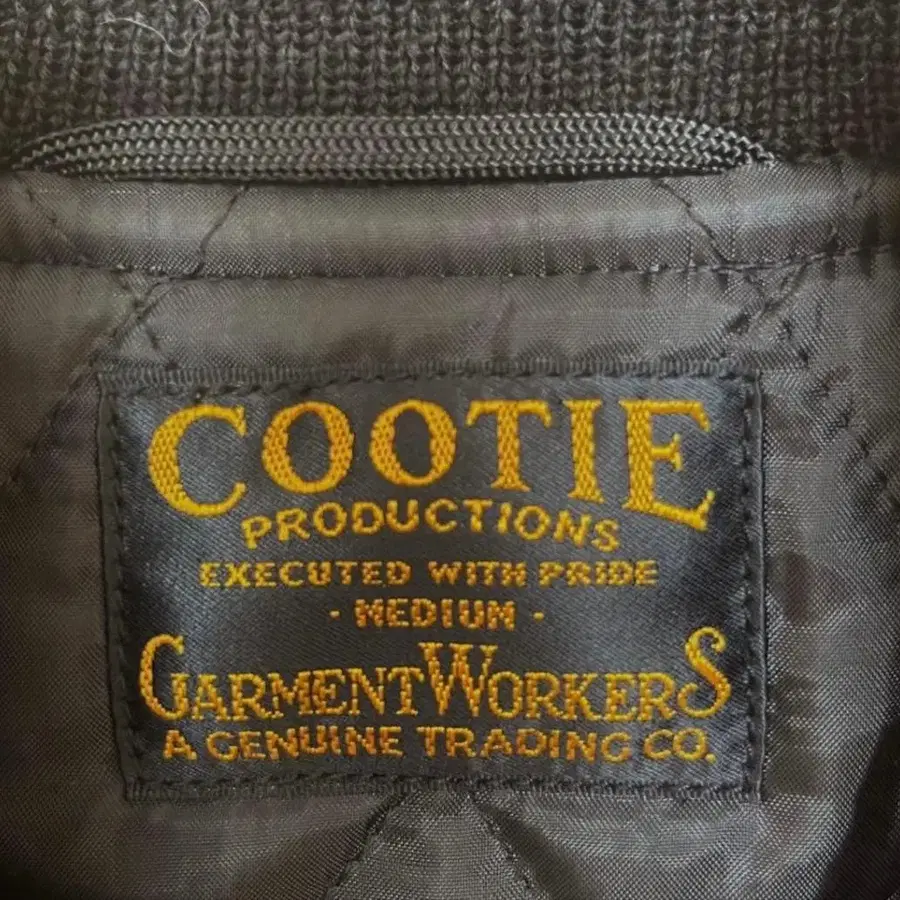 COOTIE
PRODUCTIONS
EXECUTED WITH PRIDE
- MEDIUM -
GARMENT WORKERS
A GENUINE TRADING CO.